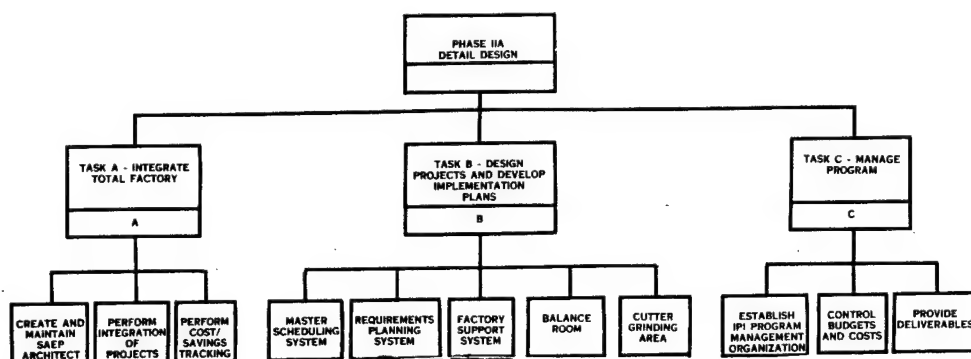 PHASE IIA
DETAIL DESIGN
TASK A - INTEGRATE
TOTAL FACTORY
A
TASK B - DESIGN
PROJECTS AND DEVELOP
IMPLEMENTATION
PLANS
B
TASK C - MANAGE
PROGRAM
C
CREATE AND
MAINTAIN
SAEP
ARCHITECT
PERFORM
INTEGRATION
OF
PROJECTS
PERFORM
COST/
SAVINGS
TRACKING
MASTER
SCHEDULING
SYSTEM
REQUIREMENTS
PLANNING
SYSTEM
FACTORY
SUPPORT
SYSTEM
BALANCE
ROOM
CUTTER
GRINDING
AREA
ESTABLISH
IPI PROGRAM
MANAGEMENT
ORGANIZATION
CONTROL
BUDGETS
AND COSTS
PROVIDE
DELIVERABLES